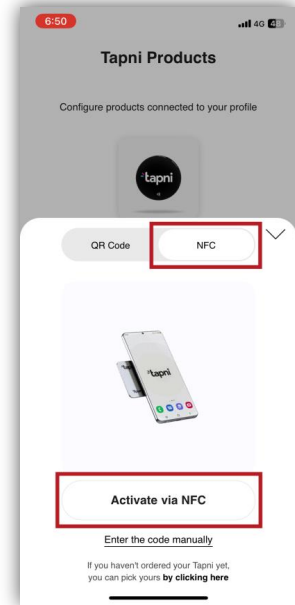 6:50
4G 43
Tapni Products
Configure products connected to your profile
tapni
QR Code
NFC
tapni
Activate via NFC
Enter the code manually
If you haven't ordered your Tapni yet,
you can pick yours by clicking here